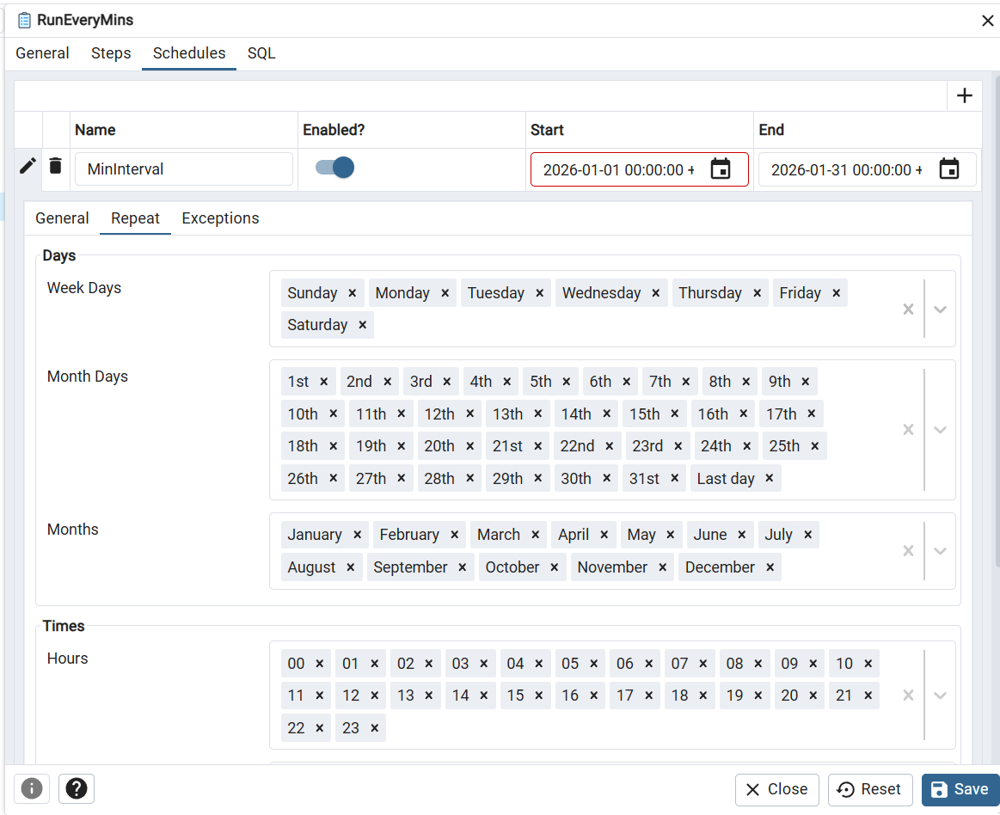 RunEveryMins
General Steps Schedules SQL
Name Enabled? Start End
MinInterval 2026-01-01 00:00:00 + 2026-01-31 00:00:00 +
General Repeat Exceptions
Days
Week Days
Sunday Monday Tuesday Wednesday Thursday Friday
Saturday
Month Days
1st 2nd 3rd 4th 5th 6th 7th 8th 9th
10th 11th 12th 13th 14th 15th 16th 17th
18th 19th 20th 21st 22nd 23rd 24th 25th
26th 27th 28th 29th 30th 31st Last day
Months
January February March April May June July
August September October November December
Times
Hours
00 01 02 03 04 05 06 07 08 09 10
11 12 13 14 15 16 17 18 19 20 21
22 23
Close Reset Save